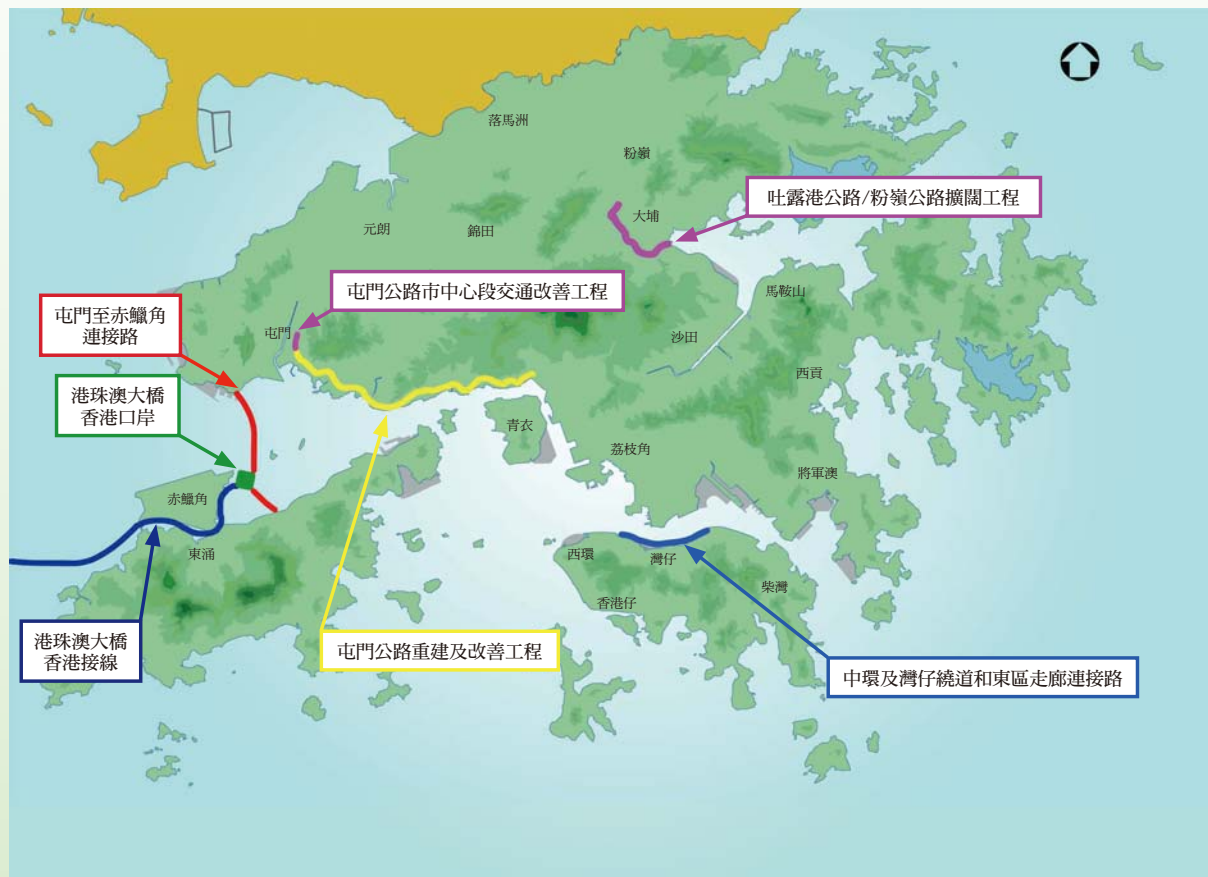 落馬洲
粉嶺
吐露港公路/粉嶺公路擴闊工程
大埔
元朗
錦田
屯門公路市中心段交通改善工程
馬鞍山
屯門至赤鱲角
連接路
屯門
沙田
西貢
港珠澳大橋
香港口岸
青衣
荔枝角
將軍澳
赤鱲角
東涌
西環
灣仔
柴灣
香港仔
港珠澳大橋
香港接線
屯門公路重建及改善工程
中環及灣仔繞道和東區走廊連接路